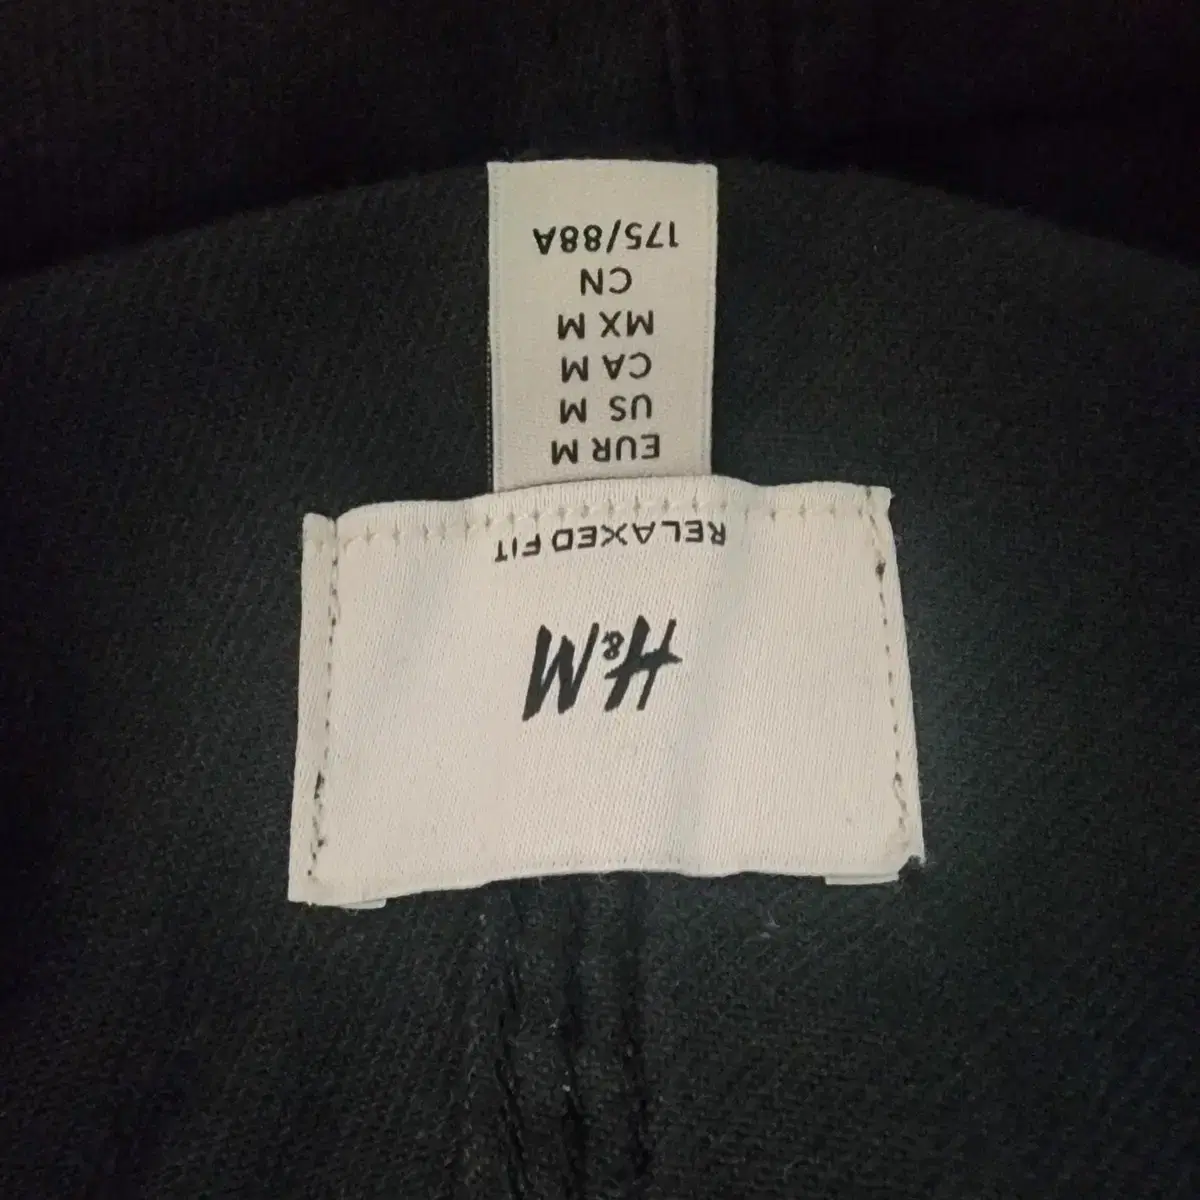 H&M
RELAXED FIT
EUR M
US M
CA M
MX M
CN
175/88A